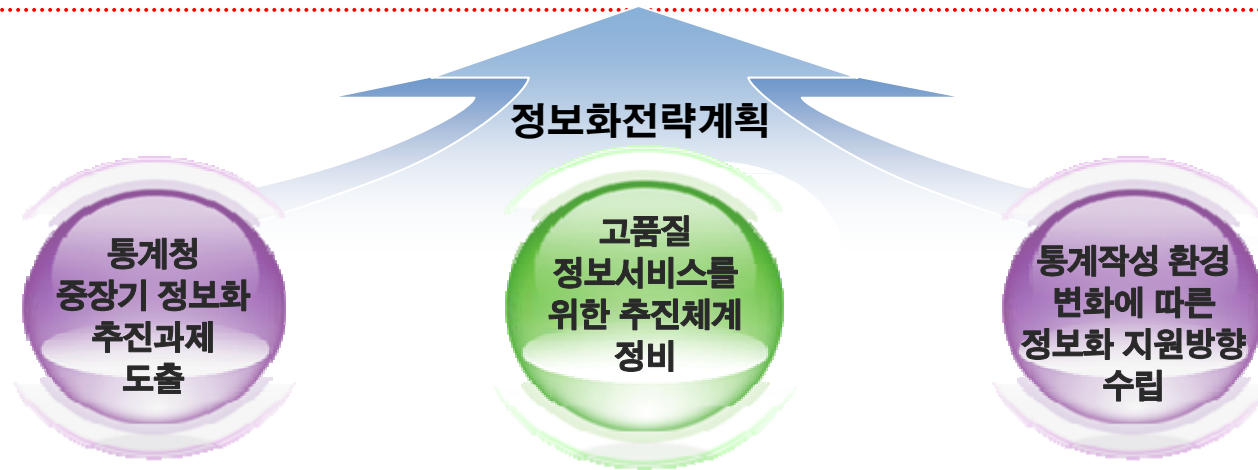 정보화전략계획
통계청
중장기 정보화
추진과제
도출
고품질
정보서비스를
위한 추진체계
정비
통계작성 환경
변화에 따른
정보화 지원방향
수립